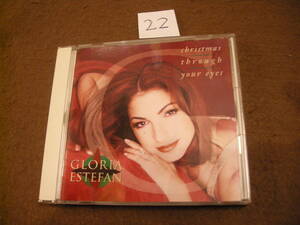 22
christmas
through
your eyes
GLORIA
ESTEFAN